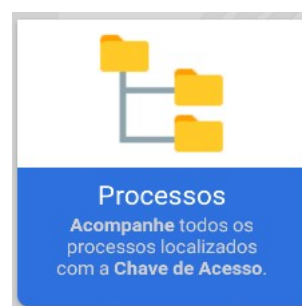 Processos
Acompanhe todos os
processos localizados
com a Chave de Acesso.